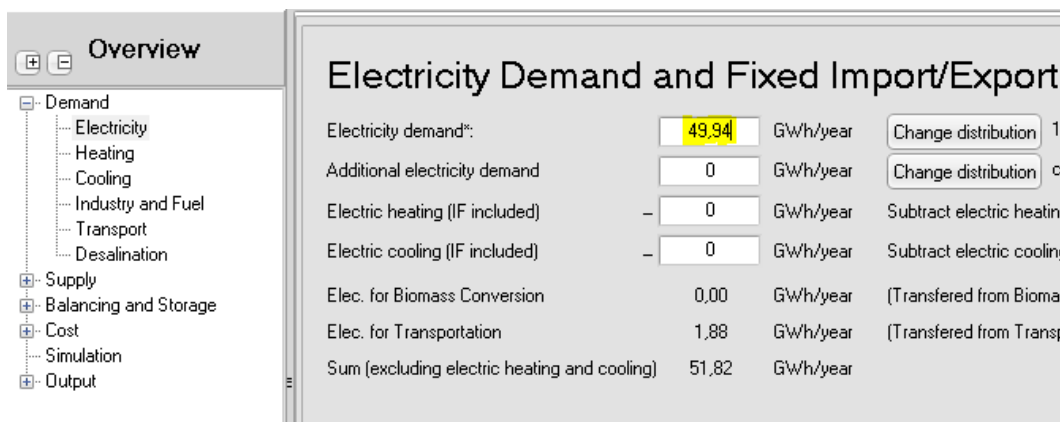 Overview
Demand
Electricity
Heating
Cooling
Industry and Fuel
Transport
Desalination
Supply
Balancing and Storage
Cost
Simulation
Output
Electricity Demand and Fixed Import/Export
Electricity demand*: 49,94 GWh/year Change distribution
Additional electricity demand 0 GWh/year Change distribution
Electric heating (IF included) – 0 GWh/year Subtract electric heatin
Electric cooling (IF included) – 0 GWh/year Subtract electric cooling
Elec. for Biomass Conversion 0,00 GWh/year (Transfered from Bioma
Elec. for Transportation 1,88 GWh/year (Transfered from Transp
Sum (excluding electric heating and cooling) 51,82 GWh/year